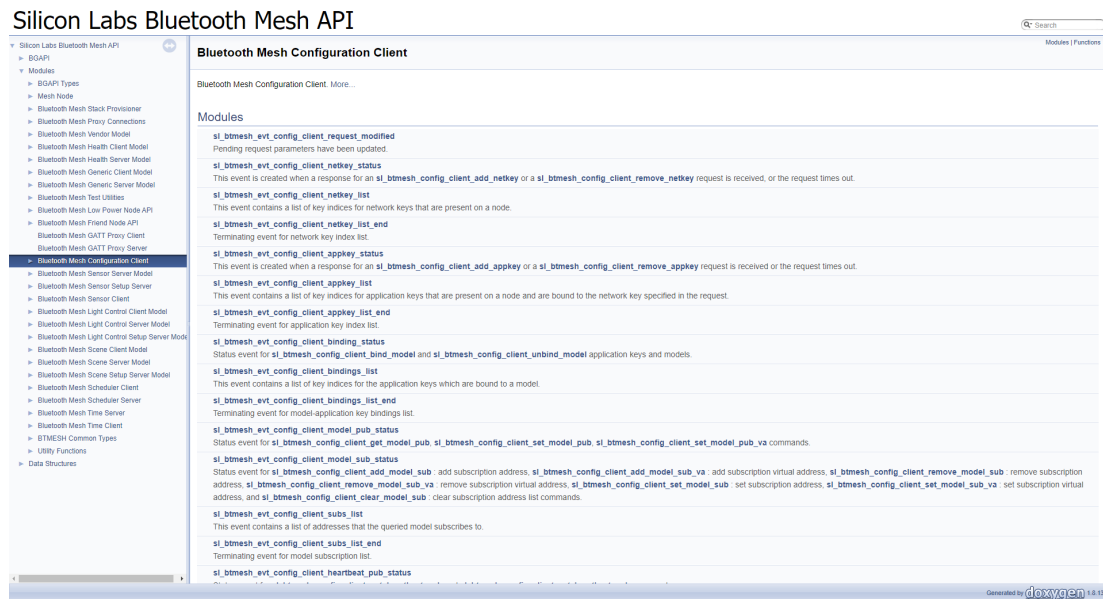 Silicon Labs Bluetooth Mesh API
Search
Silicon Labs Bluetooth Mesh API
BGAPI
Modules
BGAPI Types
Mesh Node
Bluetooth Mesh Stack Provisioner
Bluetooth Mesh Proxy Connections
Bluetooth Mesh Vendor Model
Bluetooth Mesh Health Client Model
Bluetooth Mesh Health Server Model
Bluetooth Mesh Generic Client Model
Bluetooth Mesh Generic Server Model
Bluetooth Mesh Test Utilities
Bluetooth Mesh Low Power Node API
Bluetooth Mesh Friend Node API
Bluetooth Mesh GATT Proxy Client
Bluetooth Mesh GATT Proxy Server
Bluetooth Mesh Configuration Client
Bluetooth Mesh Sensor Server Model
Bluetooth Mesh Sensor Setup Server
Bluetooth Mesh Sensor Client
Bluetooth Mesh Light Control Client Model
Bluetooth Mesh Light Control Server Model
Bluetooth Mesh Light Control Setup Server Mode
Bluetooth Mesh Scene Client Model
Bluetooth Mesh Scene Server Model
Bluetooth Mesh Scene Setup Server Model
Bluetooth Mesh Scheduler Client
Bluetooth Mesh Scheduler Server
Bluetooth Mesh Time Server
Bluetooth Mesh Time Client
BTMESH Common Types
Utility Functions
Data Structures
Modules | Functions
Bluetooth Mesh Configuration Client
Bluetooth Mesh Configuration Client. More...
Modules
sl_btmesh_evt_config_client_request_modified
Pending request parameters have been updated.
sl_btmesh_evt_config_client_netkey_status
This event is created when a response for an sl_btmesh_config_client_add_netkey or a sl_btmesh_config_client_remove_netkey request is received, or the request times out.
sl_btmesh_evt_config_client_netkey_list
This event contains a list of key indices for network keys that are present on a node.
sl_btmesh_evt_config_client_netkey_list_end
Terminating event for network key index list.
sl_btmesh_evt_config_client_appkey_status
This event is created when a response for an sl_btmesh_config_client_add_appkey or a sl_btmesh_config_client_remove_appkey request is received or the request times out.
sl_btmesh_evt_config_client_appkey_list
This event contains a list of key indices for application keys that are present on a node and are bound to the network key specified in the request.
sl_btmesh_evt_config_client_appkey_list_end
Terminating event for application key index list.
sl_btmesh_evt_config_client_binding_status
Status event for sl_btmesh_config_client_bind_model and sl_btmesh_config_client_unbind_model application keys and models.
sl_btmesh_evt_config_client_bindings_list
This event contains a list of key indices for the application keys which are bound to a model.
sl_btmesh_evt_config_client_bindings_list_end
Terminating event for model-application key bindings list.
sl_btmesh_evt_config_client_model_pub_status
Status event for sl_btmesh_config_client_get_model_pub, sl_btmesh_config_client_set_model_pub, sl_btmesh_config_client_set_model_pub_va commands.
sl_btmesh_evt_config_client_model_sub_status
Status event for sl_btmesh_config_client_add_model_sub : add subscription address, sl_btmesh_config_client_add_model_sub_va : add subscription virtual address, sl_btmesh_config_client_remove_model_sub : remove subscription
address, sl_btmesh_config_client_remove_model_sub_va : remove subscription virtual address, sl_btmesh_config_client_set_model_sub : set subscription address, sl_btmesh_config_client_set_model_sub_va : set subscription virtual
address, and sl_btmesh_config_client_clear_model_sub : clear subscription address list commands.
sl_btmesh_evt_config_client_subs_list
This event contains a list of addresses that the queried model subscribes to.
sl_btmesh_evt_config_client_subs_list_end
Terminating event for model subscription list.
sl_btmesh_evt_config_client_heartbeat_pub_status
Generated by doxygen 1.8.13